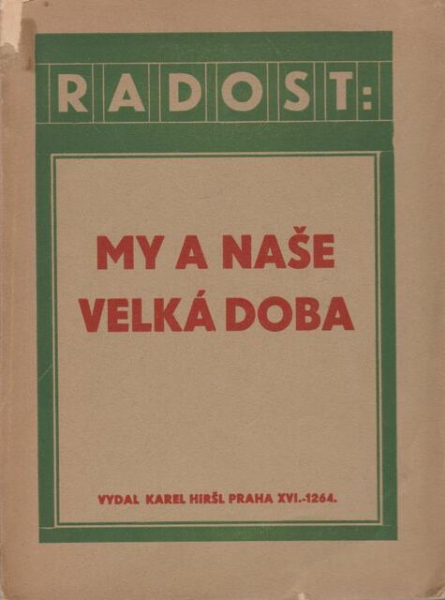 RADOST:
MY A NAŠE
VELKÁ DOBA
VYDAL KAREL HIRŠL PRAHA XVI.-1264.